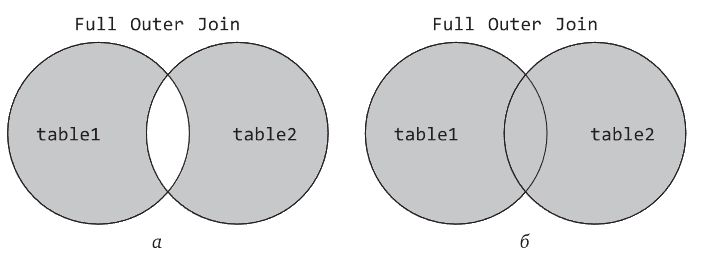 Full Outer Join
Full Outer Join
table1
table2
table1
table2
а
б